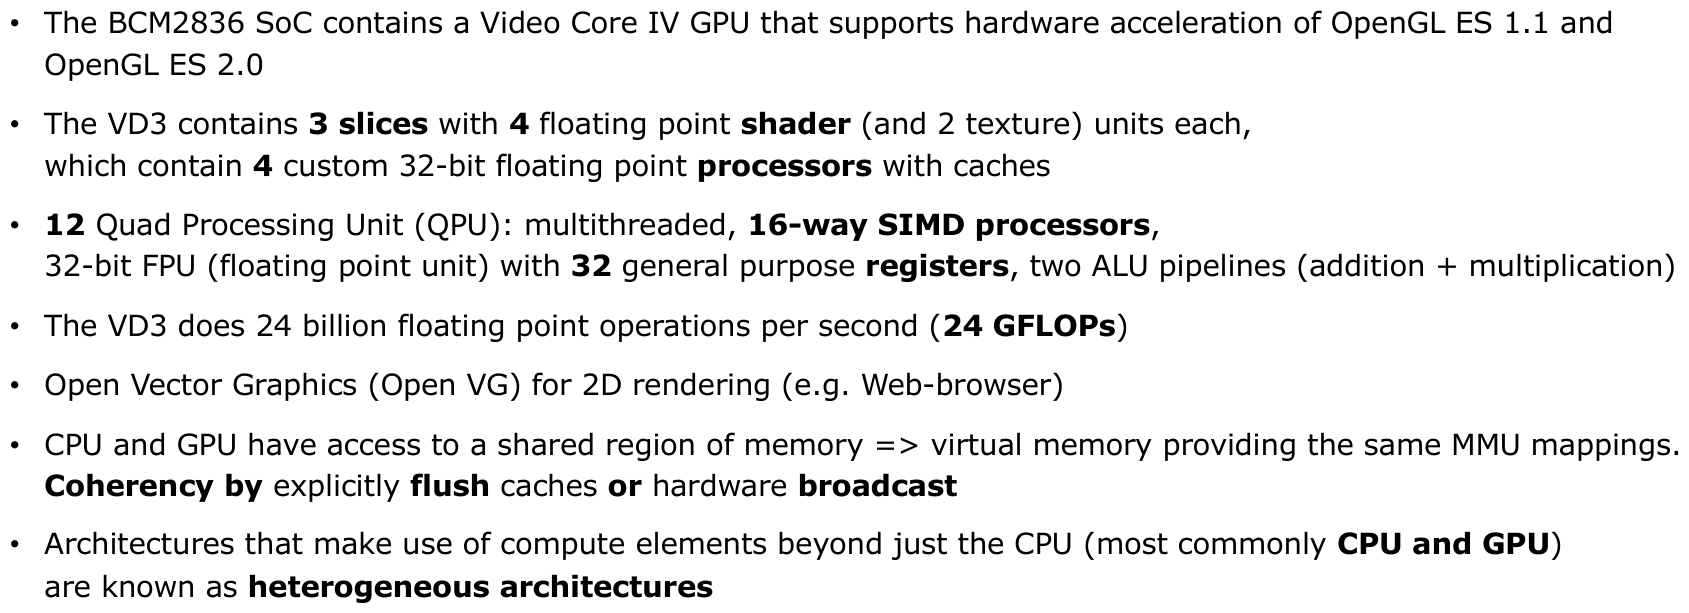 • The BCM2836 SoC contains a Video Core IV GPU that supports hardware acceleration of OpenGL ES 1.1 and
OpenGL ES 2.0
• The VD3 contains 3 slices with 4 floating point shader (and 2 texture) units each,
which contain 4 custom 32-bit floating point processors with caches
• 12 Quad Processing Unit (QPU): multithreaded, 16-way SIMD processors,
32-bit FPU (floating point unit) with 32 general purpose registers, two ALU pipelines (addition + multiplication)
• The VD3 does 24 billion floating point operations per second (24 GFLOPs)
• Open Vector Graphics (Open VG) for 2D rendering (e.g. Web-browser)
• CPU and GPU have access to a shared region of memory => virtual memory providing the same MMU mappings.
Coherency by explicitly flush caches or hardware broadcast
• Architectures that make use of compute elements beyond just the CPU (most commonly CPU and GPU)
are known as heterogeneous architectures